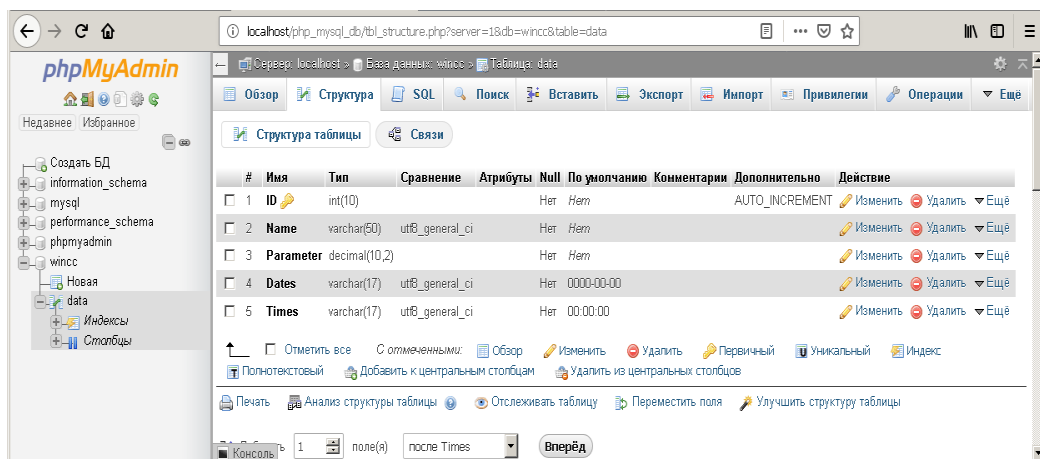 localhost/php_mysql_db/tbl_structure.php?server=1&db=wincc&table=data
phpMyAdmin
Недавнее Избранное
Создать БД
information_schema
mysql
performance_schema
phpmyadmin
wincc
Новая
data
Индексы
Столбцы
Сервер: localhost » База данных: wincc » Таблица: data
Обзор Структура SQL Поиск Вставить Экспорт Импорт Привилегии Операции Ещё
Структура таблицы Связи
# Имя Тип Сравнение Атрибуты Null По умолчанию Комментарии Дополнительно Действие
1 ID int(10) Нет Нет AUTO_INCREMENT Изменить Удалить Ещё
2 Name varchar(50) utf8_general_ci Нет Нет Изменить Удалить Ещё
3 Parameter decimal(10,2) Нет Нет Изменить Удалить Ещё
4 Dates varchar(17) utf8_general_ci Нет 0000-00-00 Изменить Удалить Ещё
5 Times varchar(17) utf8_general_ci Нет 00:00:00 Изменить Удалить Ещё
Отметить все С отмеченными: Обзор Изменить Удалить Первичный Уникальный Индекс
Полнотекстовый Добавить к центральным столбцам Удалить из центральных столбцов
Печать Анализ структуры таблицы Отслеживать таблицу Переместить поля Улучшить структуру таблицы
1 поле(я) после Times Вперёд
Консоль